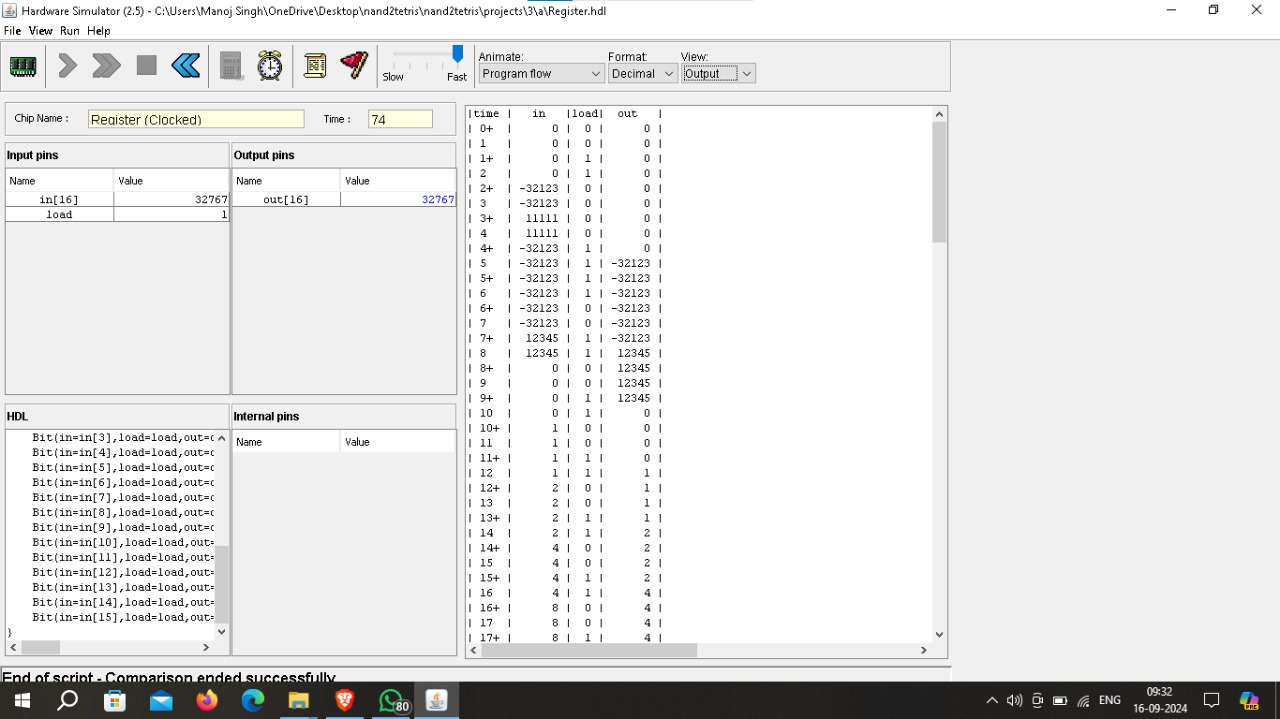 Hardware Simulator (2.5) - C:\Users\Manoj Singh\OneDrive\Desktop\nand2tetris\nand2tetris\projects\3\a\Register.hdl
File View Run Help
Slow Fast
Animate: Format: View:
Program flow Decimal Output
Chip Name : Register (Clocked) Time : 74
Input pins
Name Value
in[16] 32767
load 1
Output pins
Name Value
out[16] 32767
HDL
Bit(in=in[3],load=load,out=
Bit(in=in[4],load=load,out=
Bit(in=in[5],load=load,out=
Bit(in=in[6],load=load,out=
Bit(in=in[7],load=load,out=
Bit(in=in[8],load=load,out=
Bit(in=in[9],load=load,out=
Bit(in=in[10],load=load,out=
Bit(in=in[11],load=load,out=
Bit(in=in[12],load=load,out=
Bit(in=in[13],load=load,out=
Bit(in=in[14],load=load,out=
Bit(in=in[15],load=load,out=
}
Internal pins
Name Value
|time | in |load| out |
| 0+ | 0 | 0 | 0 |
| 1 | 0 | 0 | 0 |
| 1+ | 0 | 1 | 0 |
| 2 | 0 | 1 | 0 |
| 2+ | -32123 | 0 | 0 |
| 3 | -32123 | 0 | 0 |
| 3+ | 11111 | 0 | 0 |
| 4 | 11111 | 0 | 0 |
| 4+ | -32123 | 1 | 0 |
| 5 | -32123 | 1 | -32123 |
| 5+ | -32123 | 1 | -32123 |
| 6 | -32123 | 1 | -32123 |
| 6+ | -32123 | 0 | -32123 |
| 7 | -32123 | 0 | -32123 |
| 7+ | 12345 | 1 | -32123 |
| 8 | 12345 | 1 | 12345 |
| 8+ | 0 | 0 | 12345 |
| 9 | 0 | 0 | 12345 |
| 9+ | 0 | 1 | 12345 |
| 10 | 0 | 1 | 0 |
| 10+ | 1 | 0 | 0 |
| 11 | 1 | 0 | 0 |
| 11+ | 1 | 1 | 0 |
| 12 | 1 | 1 | 1 |
| 12+ | 2 | 0 | 1 |
| 13 | 2 | 0 | 1 |
| 13+ | 2 | 1 | 1 |
| 14 | 2 | 1 | 2 |
| 14+ | 4 | 0 | 2 |
| 15 | 4 | 0 | 2 |
| 15+ | 4 | 1 | 2 |
| 16 | 4 | 1 | 4 |
| 16+ | 8 | 0 | 4 |
| 17 | 8 | 0 | 4 |
| 17+ | 8 | 1 | 4 |
End of script - Comparison ended successfully
80
ENG
09:32
16-09-2024